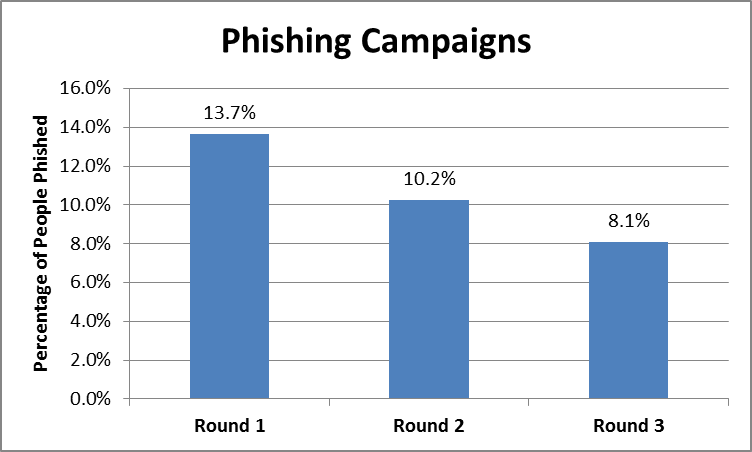 Phishing Campaigns
Percentage of People Phished
16.0%
14.0%
12.0%
10.0%
8.0%
6.0%
4.0%
2.0%
0.0%
13.7%
10.2%
8.1%
Round 1
Round 2
Round 3